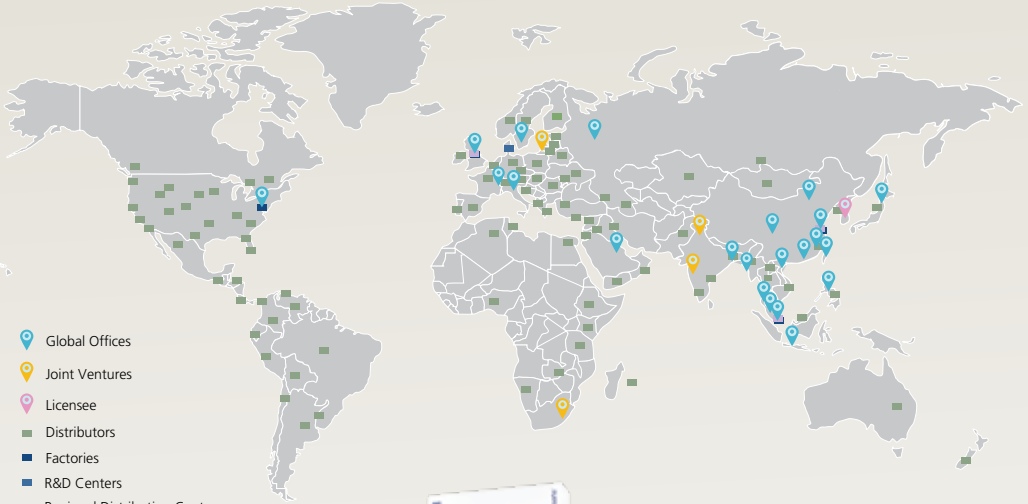 Global Offices
Joint Ventures
Licensee
Distributors
Factories
R&D Centers